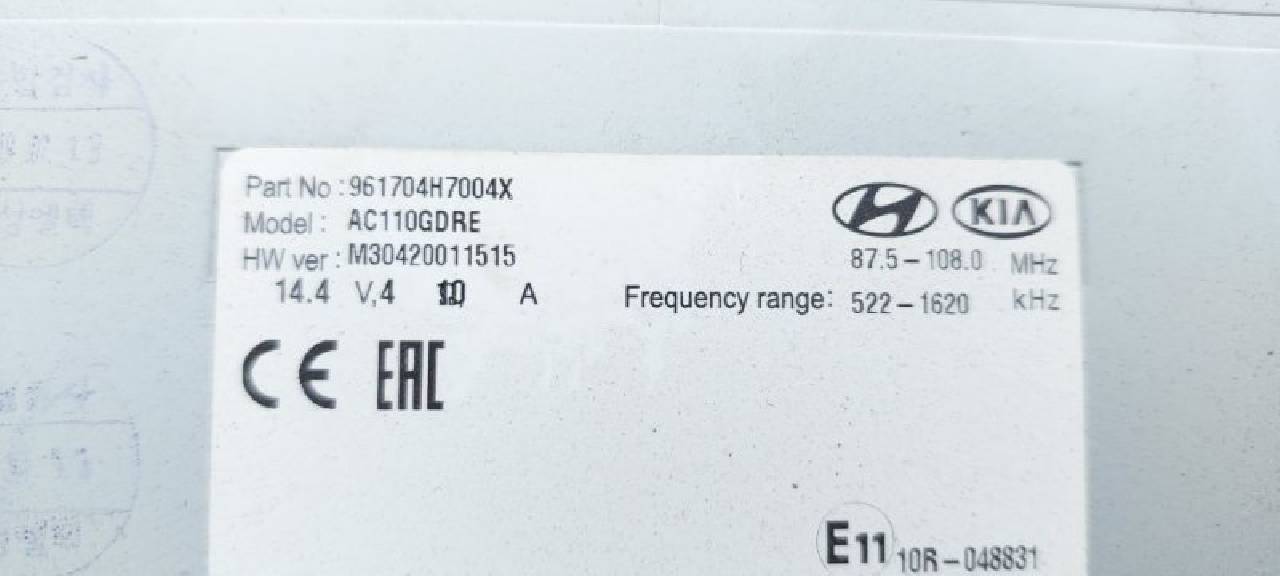 Part No : 961704H7004X
Model : AC110GDRE
HW ver : M30420011515
14.4 V,4 A
KIA
87.5 – 108.0 MHz
Frequency range: 522 – 1620 kHz
CE EAC
E11 10R – 048831